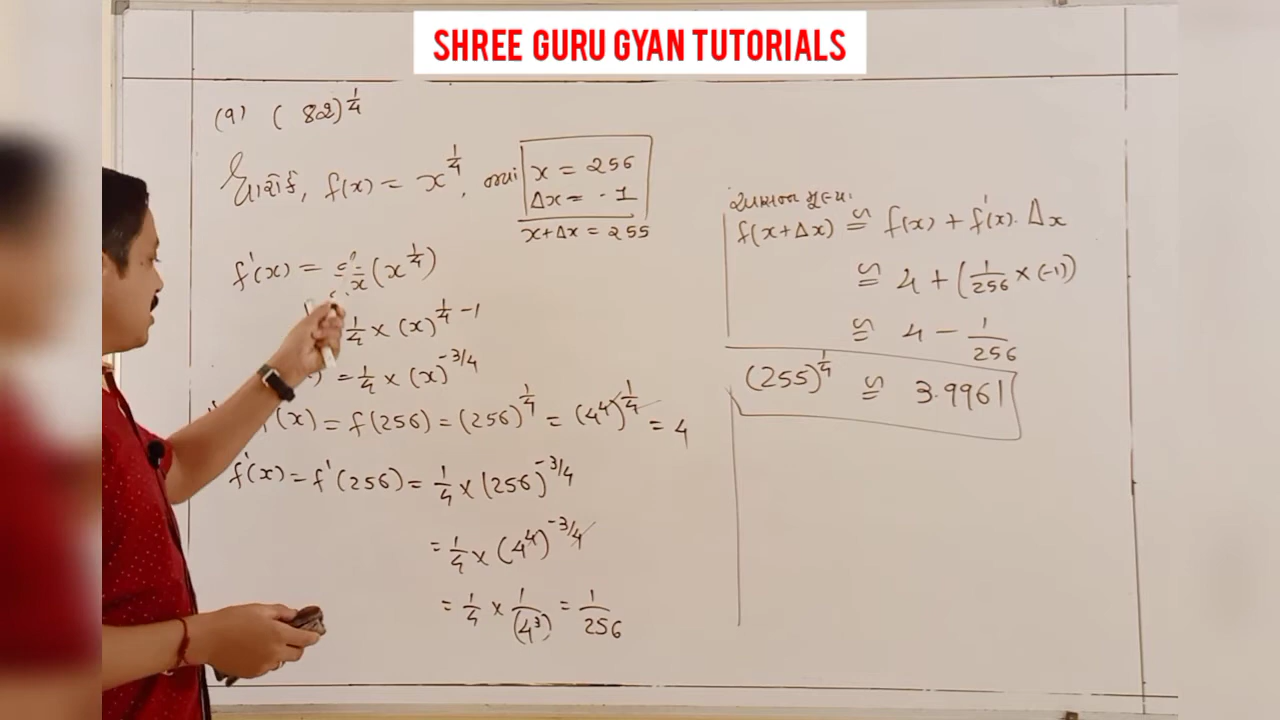 SHREE GURU GYAN TUTORIALS
(૧) (82)^{1/4}
ધારોકે, f(x) = x^{1/4}, જ્યાં x = 256
Δx = -1
x+Δx = 255
f'(x) = (x^{1/4})
1/4 × (x)^{1/4 - 1}
= 1/4 × (x)^{-3/4}
(x) = f(256) = (256)^{1/4} = (4^4)^{1/4} = 4
f'(x) = f'(256) = 1/4 × (256)^{-3/4}
= 1/4 × (4^4)^{-3/4}
= 1/4 × 1/(4^3) = 1/256
આસન્ન મૂલ્ય:
f(x+Δx) ≅ f(x) + f'(x). Δx
≅ 4 + (1/256 × (-1))
≅ 4 - 1/256
(255)^{1/4} ≅ 3.9961